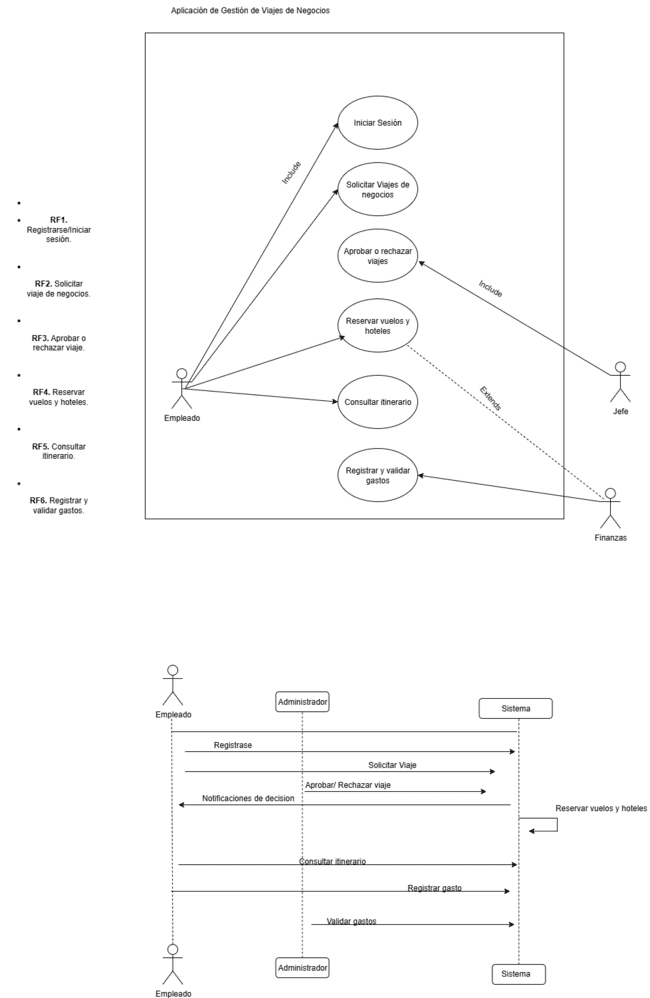 Aplicación de Gestión de Viajes de Negocios
Iniciar Sesión
Include
Solicitar Viajes de
negocios
RF1.
Registrarse/Iniciar
sesión.
Aprobar o rechazar
viajes
RF2. Solicitar
viaje de negocios.
Include
RF3. Aprobar o
rechazar viaje.
Reservar vuelos y
hoteles
RF4. Reservar
vuelos y hoteles.
Empleado
Consultar itinerario
Extends
Jefe
RF5. Consultar
itinerario.
Registrar y validar
gastos
RF6. Registrar y
validar gastos.
Finanzas
Empleado
Administrador
Sistema
Registrase
Solicitar Viaje
Aprobar/ Rechazar viaje
Notificaciones de decision
Reservar vuelos y hoteles
Consultar itinerario
Registrar gasto
Validar gastos
Empleado
Administrador
Sistema